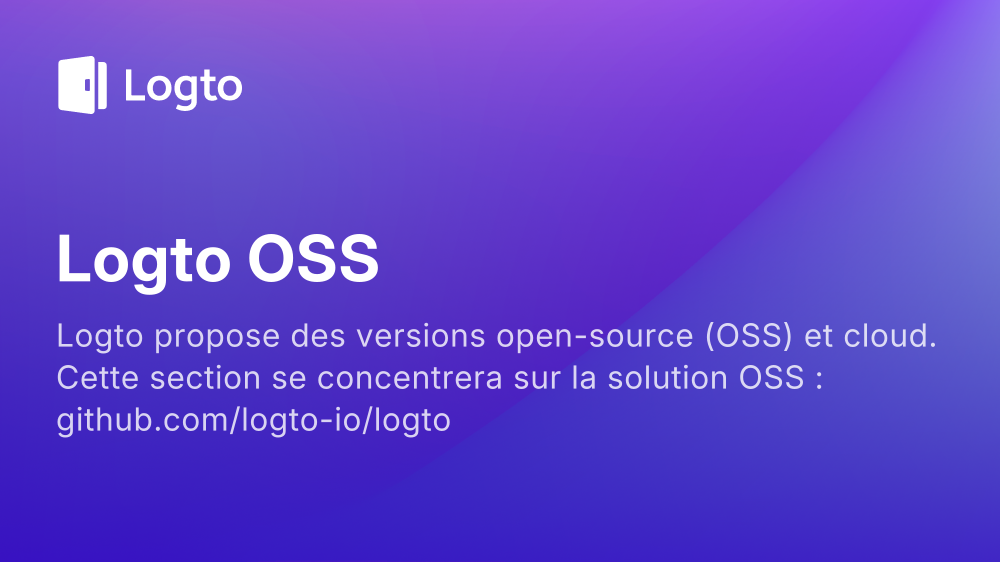 Logto
Logto OSS
Logto propose des versions open-source (OSS) et cloud.
Cette section se concentrera sur la solution OSS :
github.com/logto-io/logto